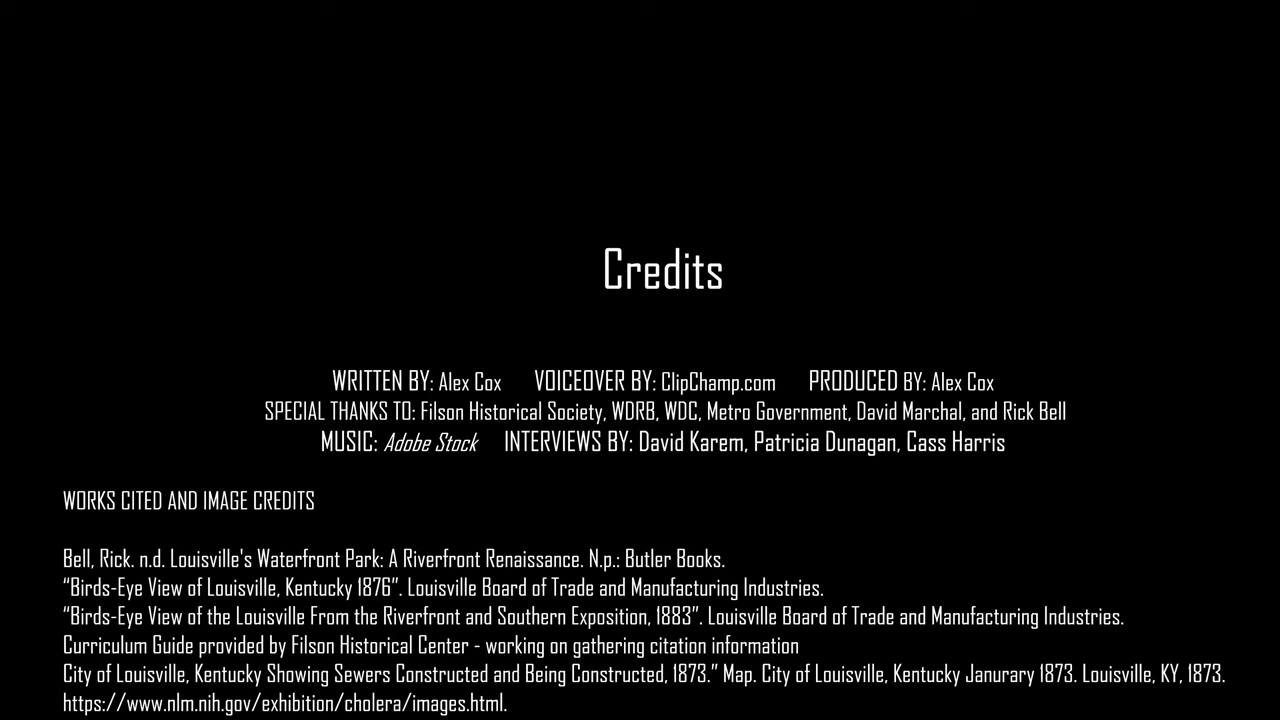 Credits
WRITTEN BY: Alex Cox VOICEOVER BY: ClipChamp.com PRODUCED BY: Alex Cox
SPECIAL THANKS TO: Filson Historical Society, WDRB, WDC, Metro Government, David Marchal, and Rick Bell
MUSIC: Adobe Stock INTERVIEWS BY: David Karem, Patricia Dunagan, Cass Harris
WORKS CITED AND IMAGE CREDITS
Bell, Rick. n.d. Louisville's Waterfront Park: A Riverfront Renaissance. N.p.: Butler Books.
“Birds-Eye View of Louisville, Kentucky 1876”. Louisville Board of Trade and Manufacturing Industries.
“Birds-Eye View of the Louisville From the Riverfront and Southern Exposition, 1883”. Louisville Board of Trade and Manufacturing Industries.
Curriculum Guide provided by Filson Historical Center - working on gathering citation information
City of Louisville, Kentucky Showing Sewers Constructed and Being Constructed, 1873.” Map. City of Louisville, Kentucky Janurary 1873. Louisville, KY, 1873.
https://www.nlm.nih.gov/exhibition/cholera/images.html.